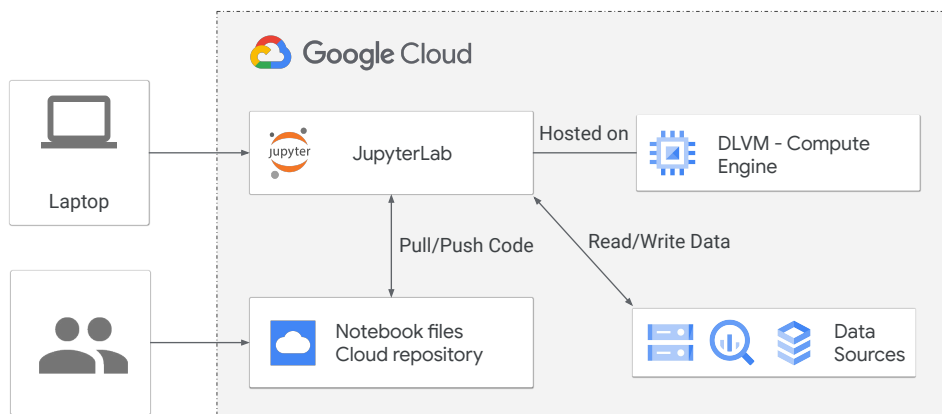 Google Cloud
jupyter
JupyterLab
Hosted on
DLVM - Compute
Engine
Laptop
Pull/Push Code
Read/Write Data
Notebook files
Cloud repository
Data
Sources